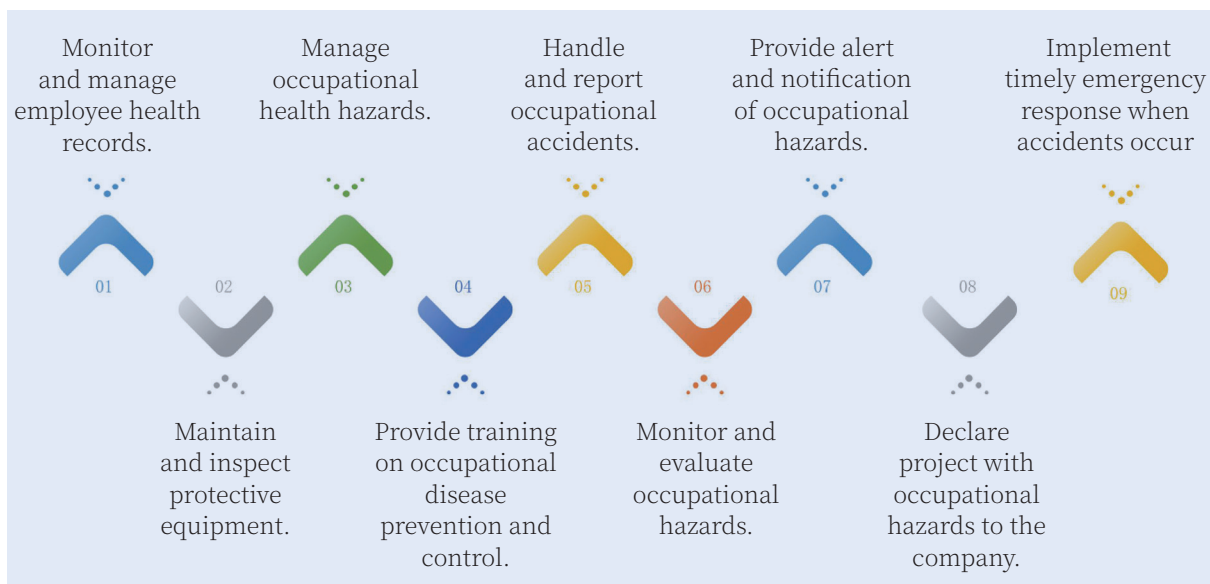 Monitor
and manage
employee health
records.
01
02
Maintain
and inspect
protective
equipment.
Manage
occupational
health hazards.
03
04
Provide training
on occupational
disease
prevention and
control.
Handle
and report
occupational
accidents.
05
06
Monitor and
evaluate
occupational
hazards.
Provide alert
and notification
of occupational
hazards.
07
08
Declare
project with
occupational
hazards to the
company.
Implement
timely emergency
response when
accidents occur
09